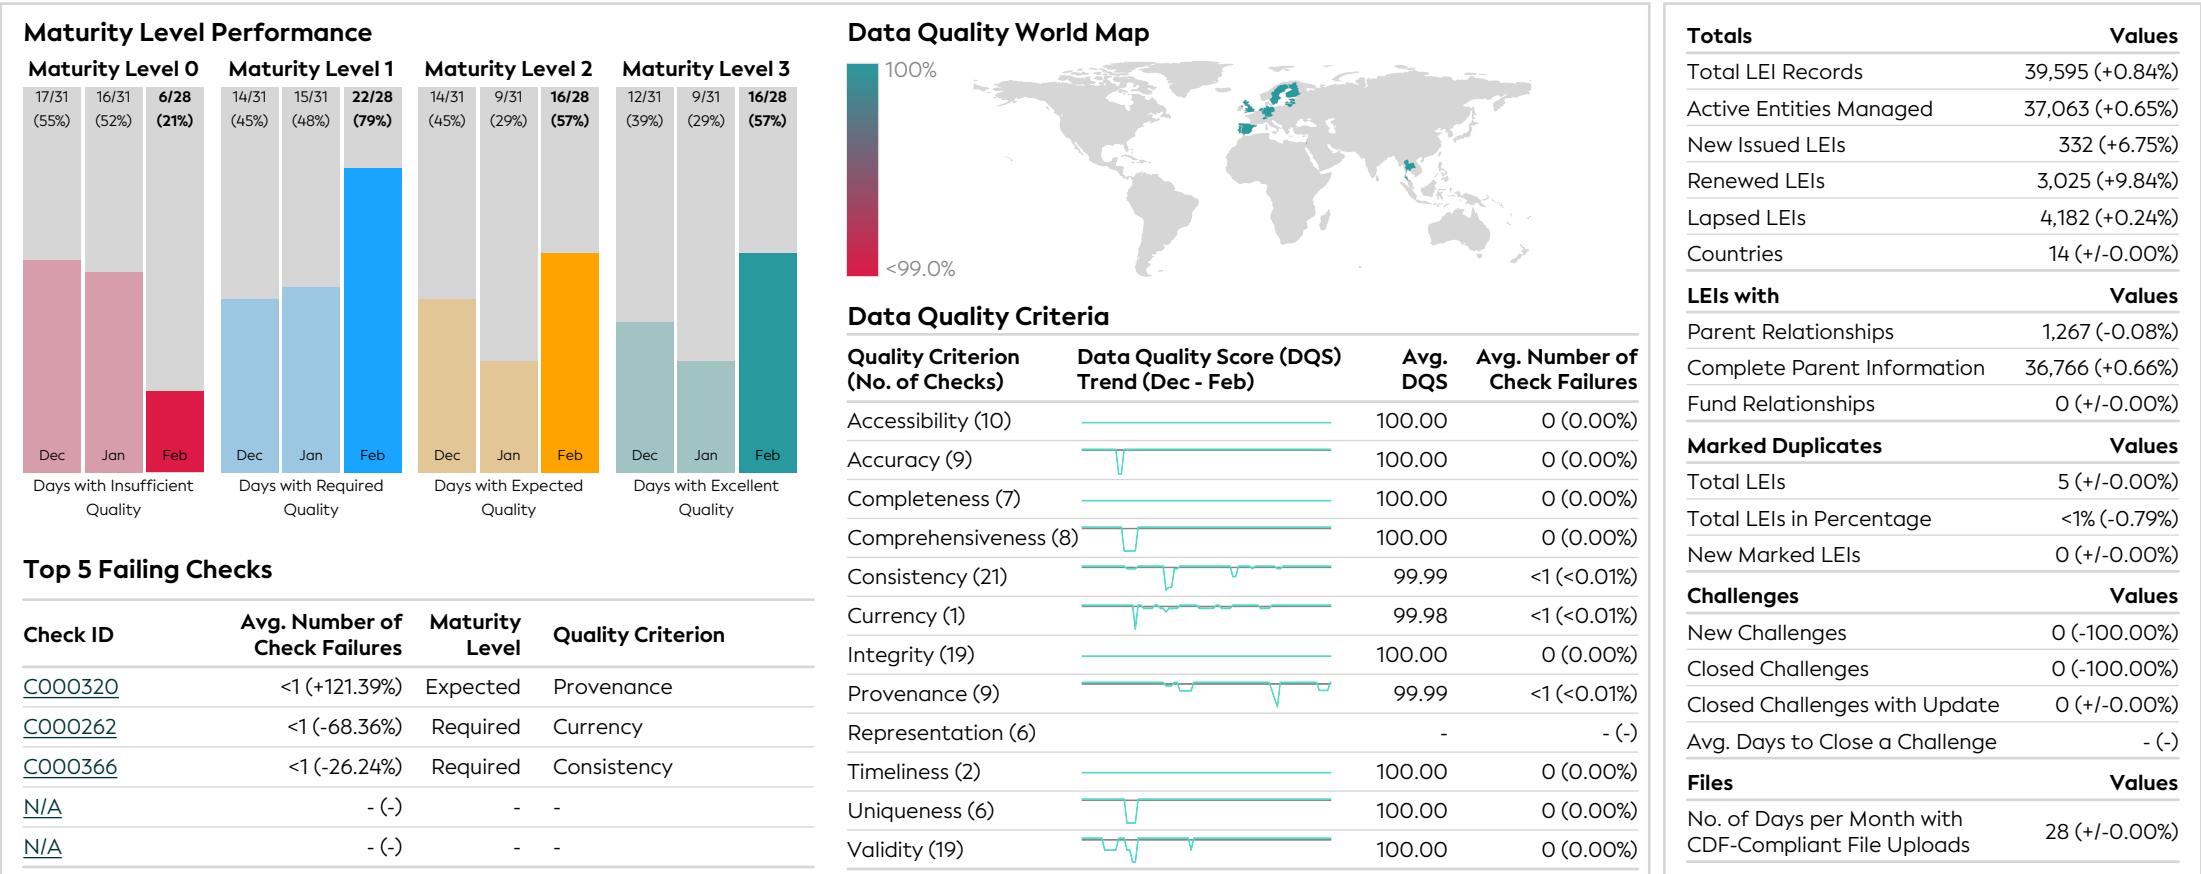 Maturity Level Performance
Maturity Level 0
17/31 16/31 6/28
(55%) (52%) (21%)
Dec Jan Feb
Days with Insufficient
Quality
Maturity Level 1
14/31 15/31 22/28
(45%) (48%) (79%)
Dec Jan Feb
Days with Required
Quality
Maturity Level 2
14/31 9/31 16/28
(45%) (29%) (57%)
Dec Jan Feb
Days with Expected
Quality
Maturity Level 3
12/31 9/31 16/28
(39%) (29%) (57%)
Dec Jan Feb
Days with Excellent
Quality
Top 5 Failing Checks
Check ID Avg. Number of Check Failures Maturity Level Quality Criterion
C000320 <1 (+121.39%) Expected Provenance
C000262 <1 (-68.36%) Required Currency
C000366 <1 (-26.24%) Required Consistency
N/A - (-) - -
N/A - (-) - -
Data Quality World Map
100%
<99.0%
Data Quality Criteria
Quality Criterion (No. of Checks) Data Quality Score (DQS) Trend (Dec - Feb) Avg. DQS Avg. Number of Check Failures
Accessibility (10) 100.00 0 (0.00%)
Accuracy (9) 100.00 0 (0.00%)
Completeness (7) 100.00 0 (0.00%)
Comprehensiveness (8) 100.00 0 (0.00%)
Consistency (21) 99.99 <1 (<0.01%)
Currency (1) 99.98 <1 (<0.01%)
Integrity (19) 100.00 0 (0.00%)
Provenance (9) 99.99 <1 (<0.01%)
Representation (6) - - (-)
Timeliness (2) 100.00 0 (0.00%)
Uniqueness (6) 100.00 0 (0.00%)
Validity (19) 100.00 0 (0.00%)
Totals Values
Total LEI Records 39,595 (+0.84%)
Active Entities Managed 37,063 (+0.65%)
New Issued LEIs 332 (+6.75%)
Renewed LEIs 3,025 (+9.84%)
Lapsed LEIs 4,182 (+0.24%)
Countries 14 (+/-0.00%)
LEIs with Values
Parent Relationships 1,267 (-0.08%)
Complete Parent Information 36,766 (+0.66%)
Fund Relationships 0 (+/-0.00%)
Marked Duplicates Values
Total LEIs 5 (+/-0.00%)
Total LEIs in Percentage <1% (-0.79%)
New Marked LEIs 0 (+/-0.00%)
Challenges Values
New Challenges 0 (-100.00%)
Closed Challenges 0 (-100.00%)
Closed Challenges with Update 0 (+/-0.00%)
Avg. Days to Close a Challenge - (-)
Files Values
No. of Days per Month with
CDF-Compliant File Uploads 28 (+/-0.00%)